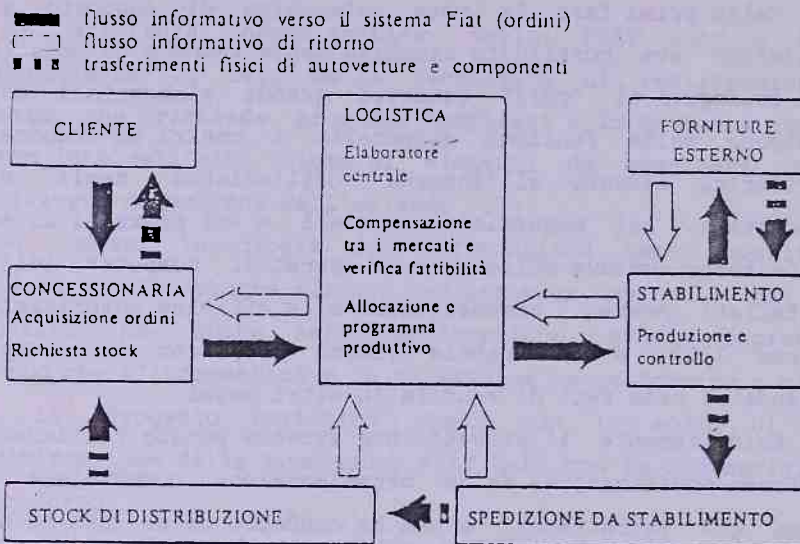 flusso informativo verso il sistema Fiat (ordini)
flusso informativo di ritorno
trasferimenti fisici di autovetture e componenti
CLIENTE
LOGISTICA
Elaboratore
centrale
Compensazione
tra i mercati e
verifica fattibilità
Allocazione e
programma
produttivo
FORNITURE
ESTERNO
CONCESSIONARIA
Acquisizione ordini
Richiesta stock
STABILIMENTO
Produzione e
controllo
STOCK DI DISTRIBUZIONE
SPEDIZIONE DA STABILIMENTO